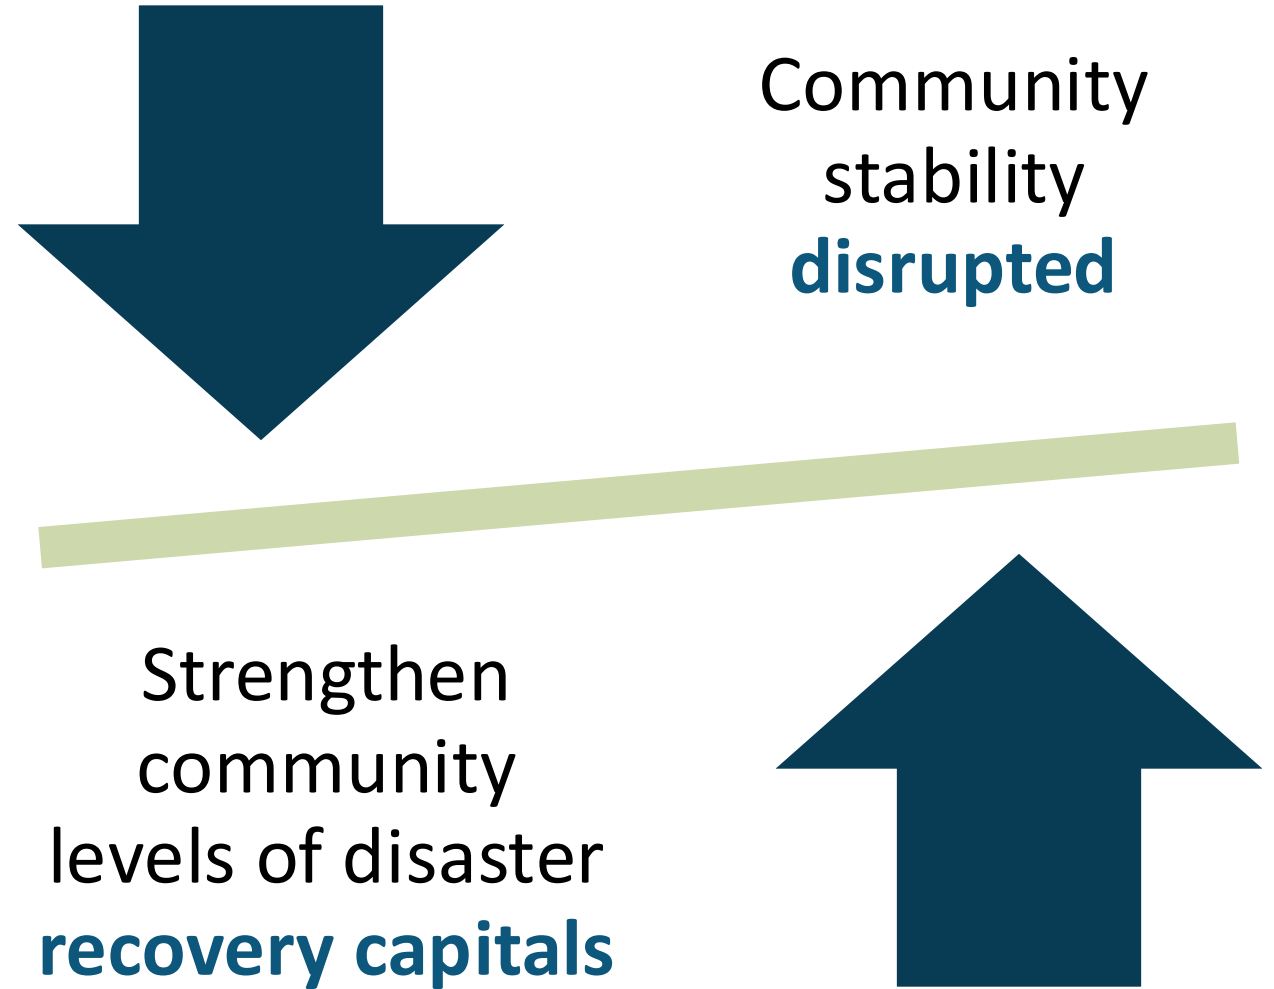 Community
stability
disrupted
Strengthen
community
levels of disaster
recovery capitals